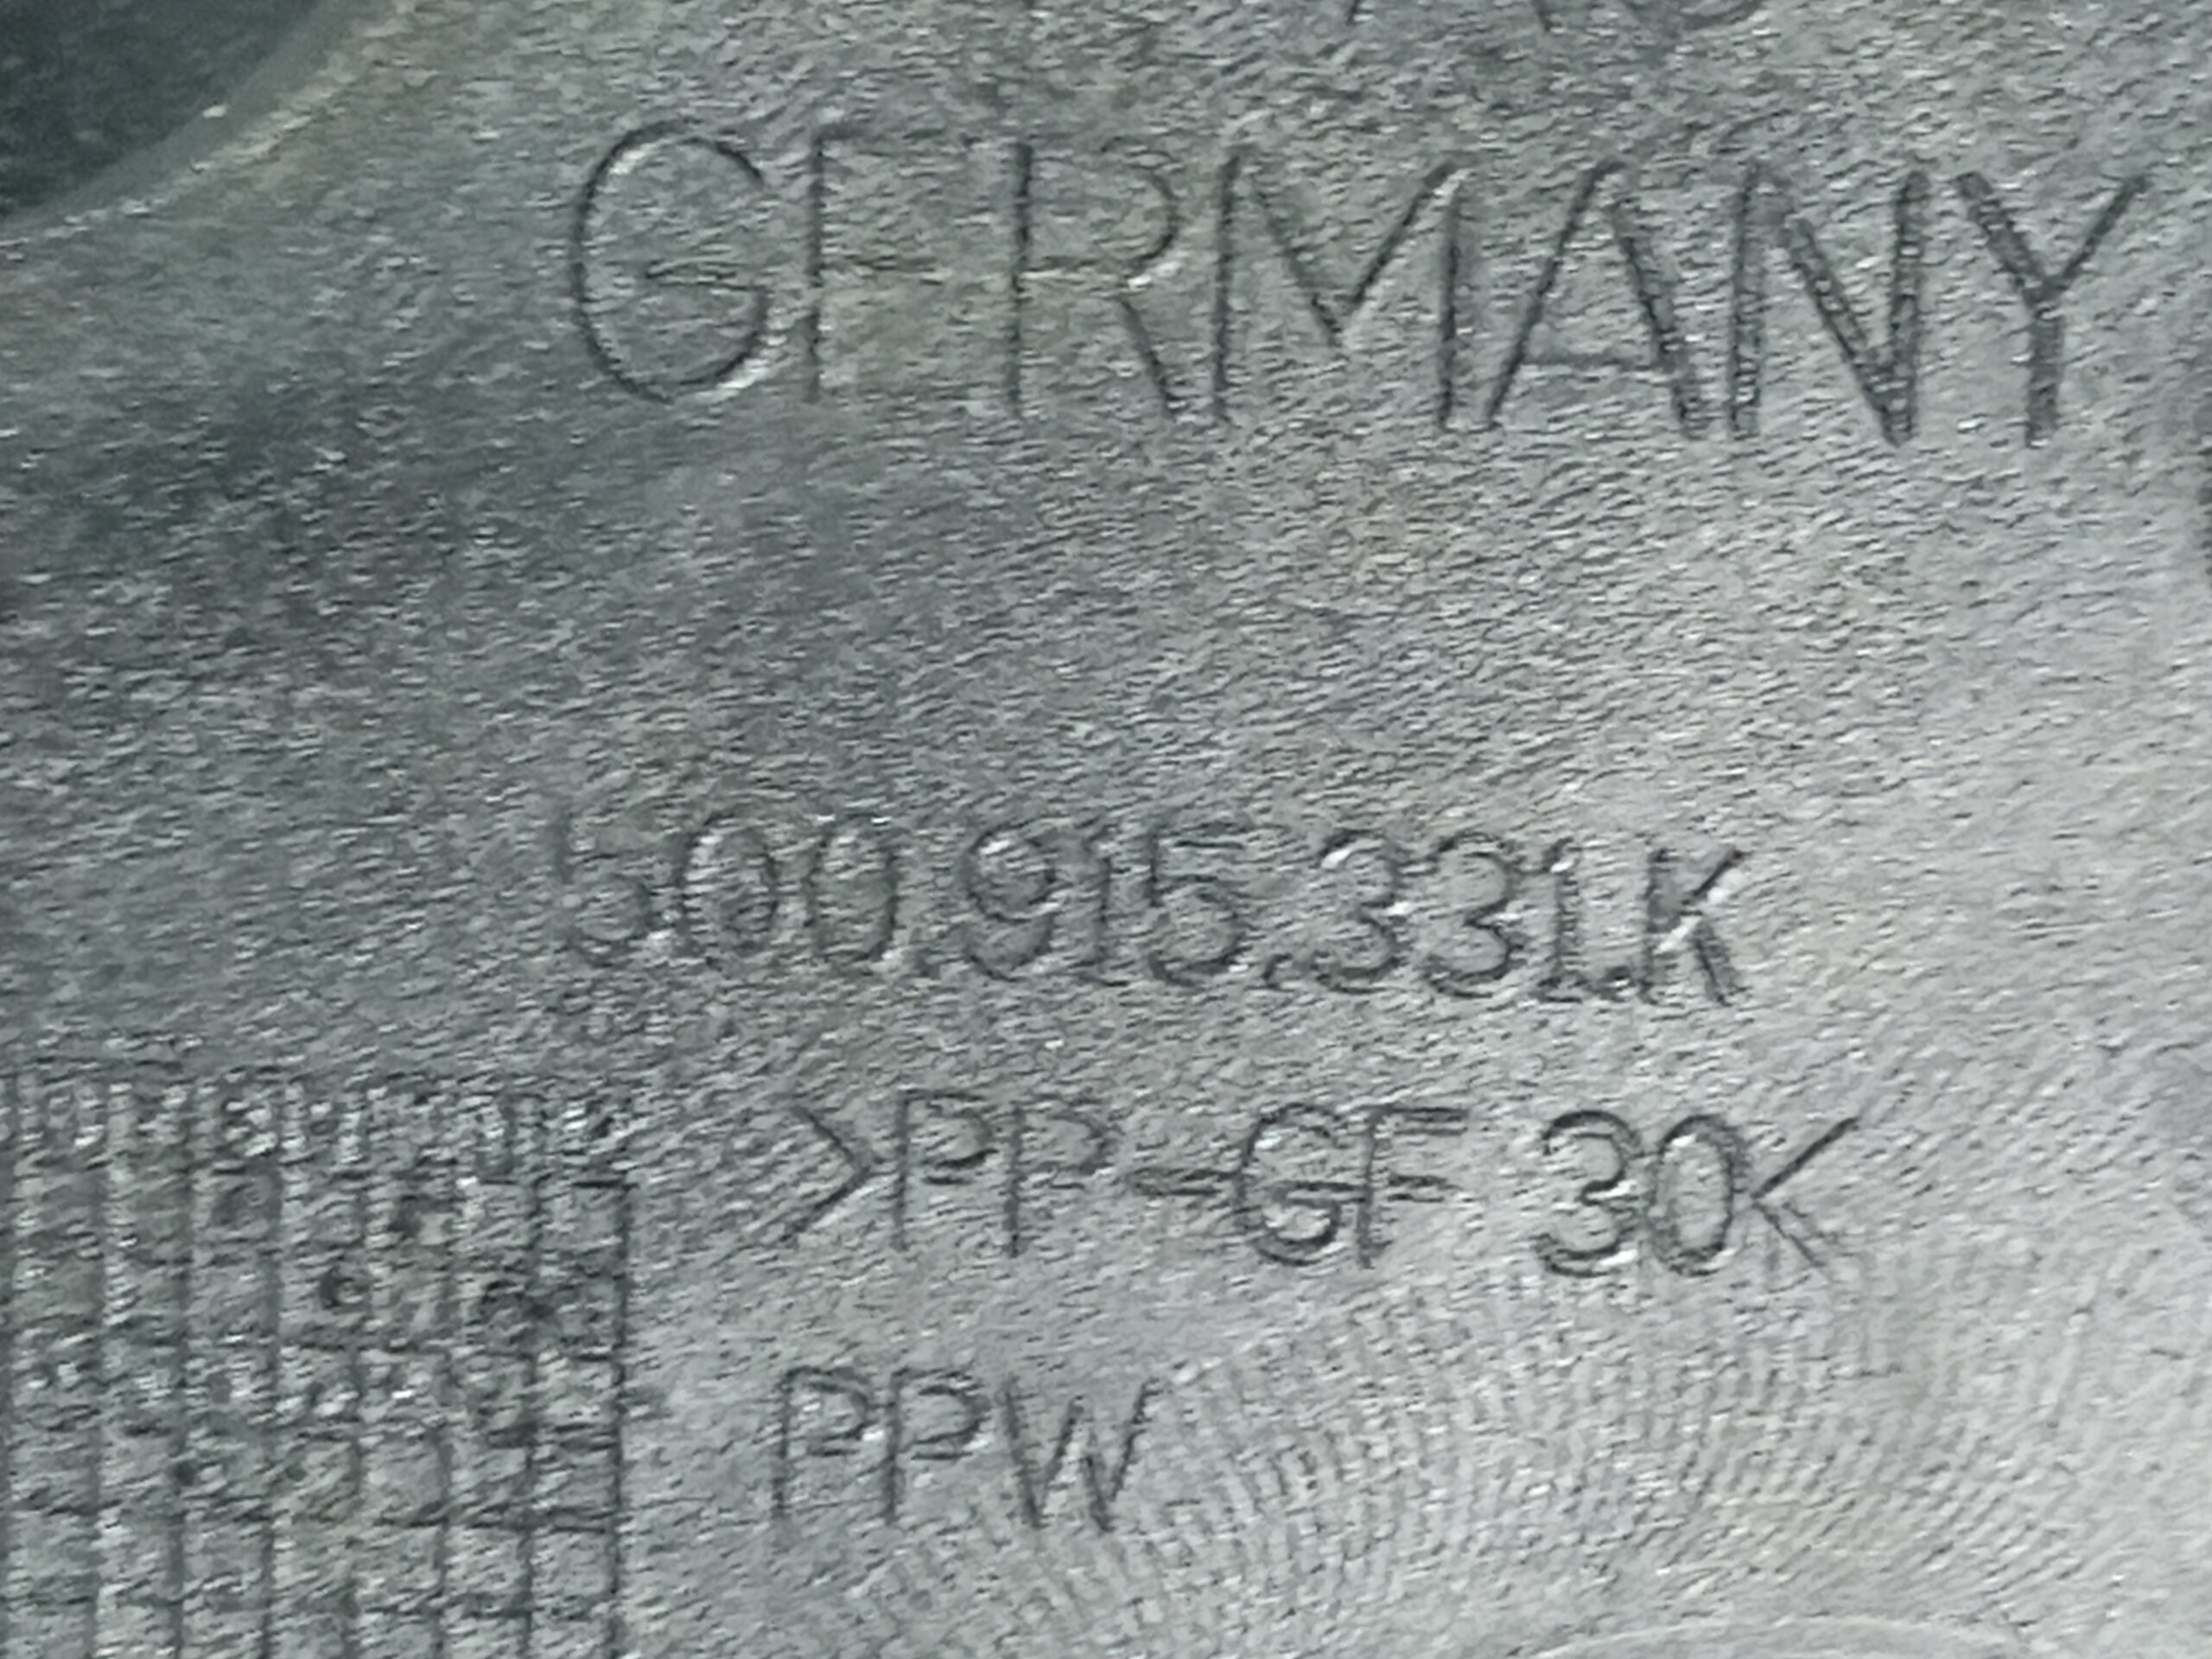 GERMANY
5Q0.915.331.K
>PP-GF 30<
PPW